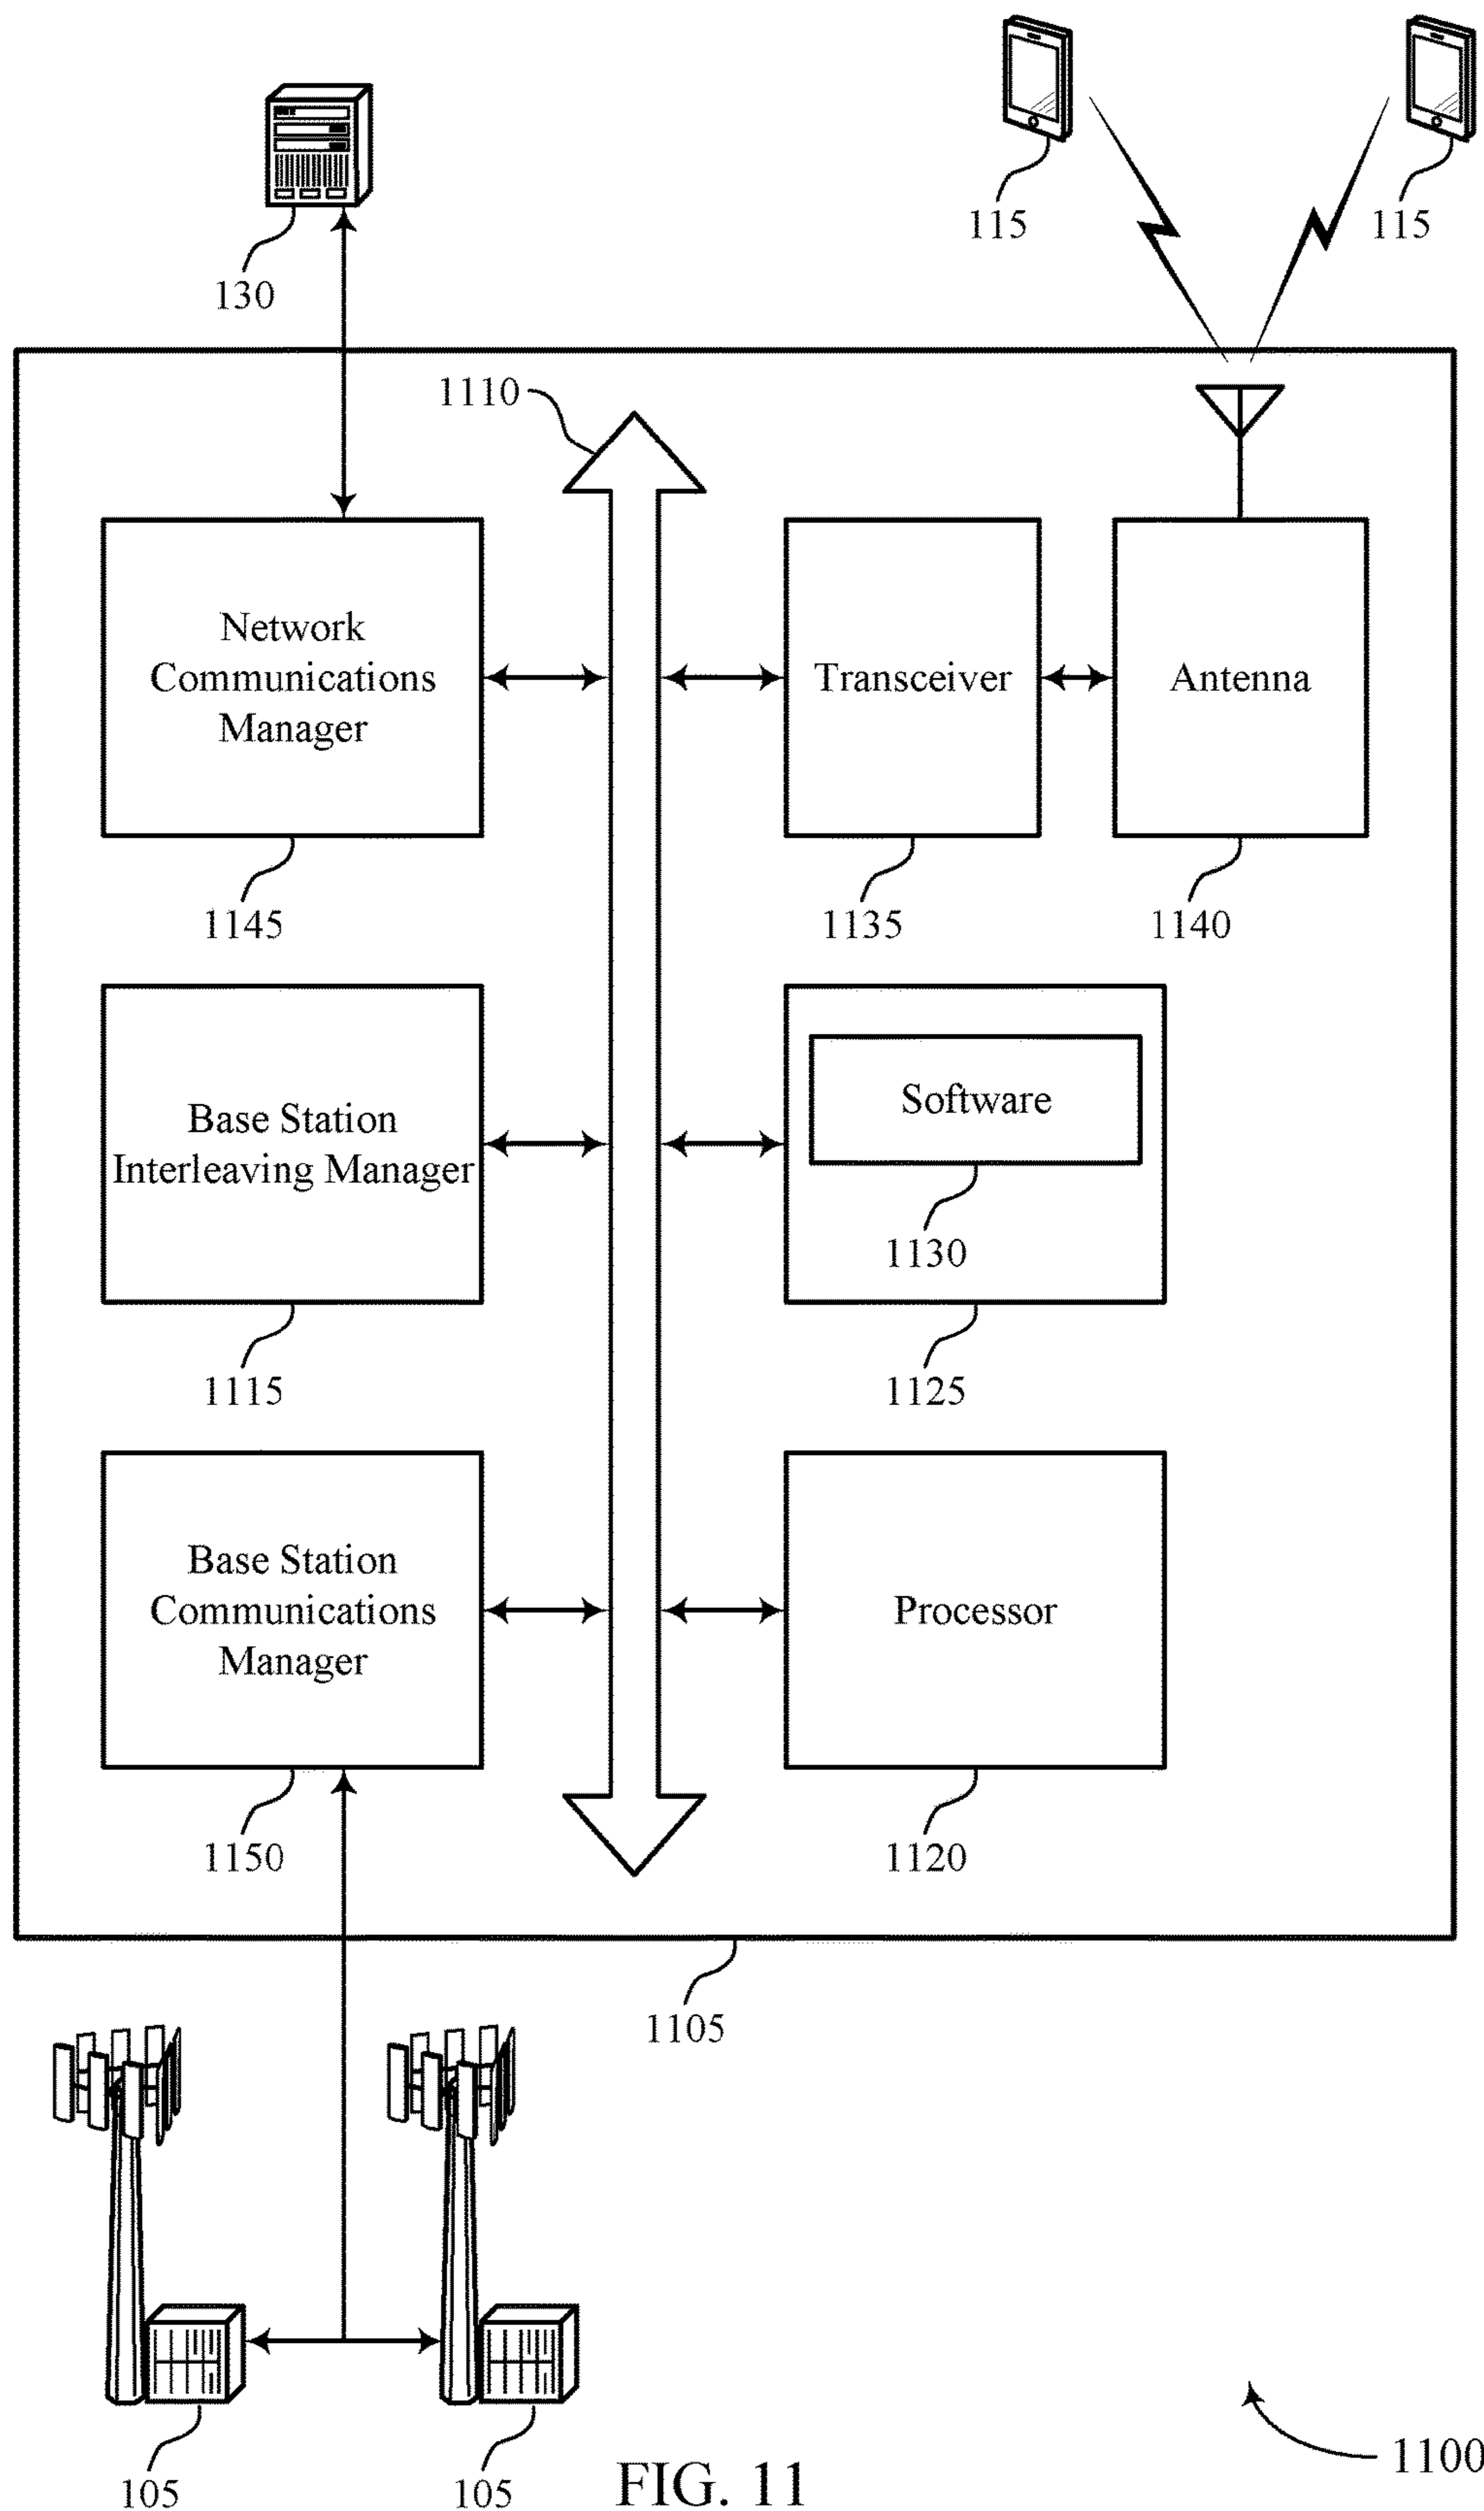 115
115
130
1110
Network
Communications
Manager
Transceiver
Antenna
1145
1135
1140
Base Station
Interleaving Manager
Software
1130
1115
1125
Base Station
Communications
Manager
Processor
1150
1120
1105
105
105
FIG. 11
1100